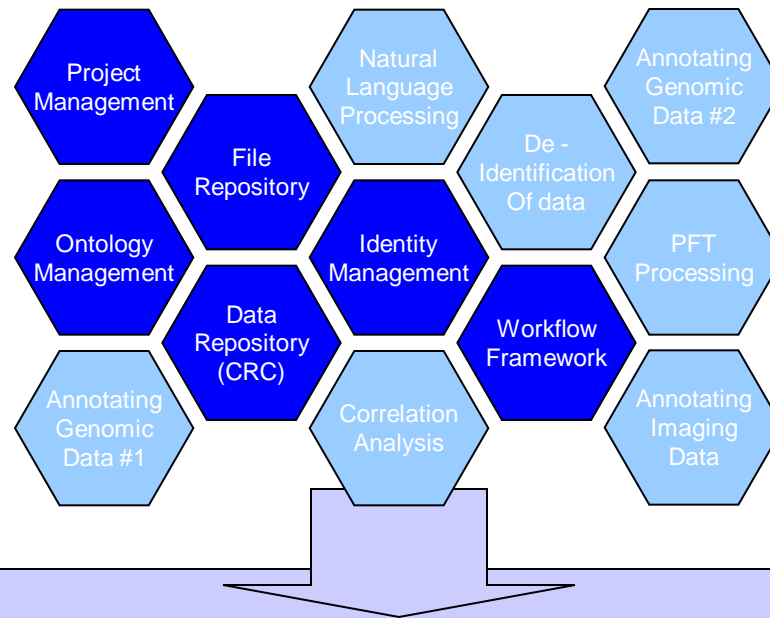 Project
Management
Natural
Language
Processing
Annotating
Genomic
Data #2
File
Repository
De -
Identification
Of data
Ontology
Management
Identity
Management
PFT
Processing
Data
Repository
(CRC)
Workflow
Framework
Annotating
Genomic
Data #1
Correlation
Analysis
Annotating
Imaging
Data